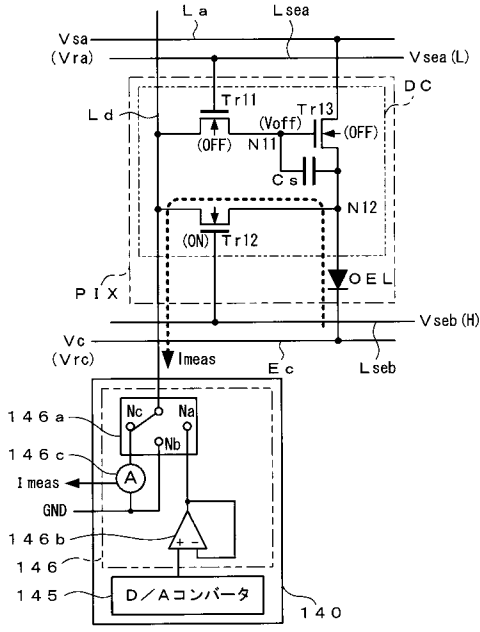 La
Lsea
Vsa
(Vra)
Vsea(L)
DC
Ld
Tr11
Tr13
(Voff)
(OFF)
(OFF)
N11
Cs
N12
(ON)
Tr12
PIX
OEL
Vseb(H)
Vc
(Vrc)
Imeas
Ec
Lseb
146a
Nc
Na
Nb
146c
A
Imeas
GND
146b
+ -
146
145
D/Aコンバータ
140